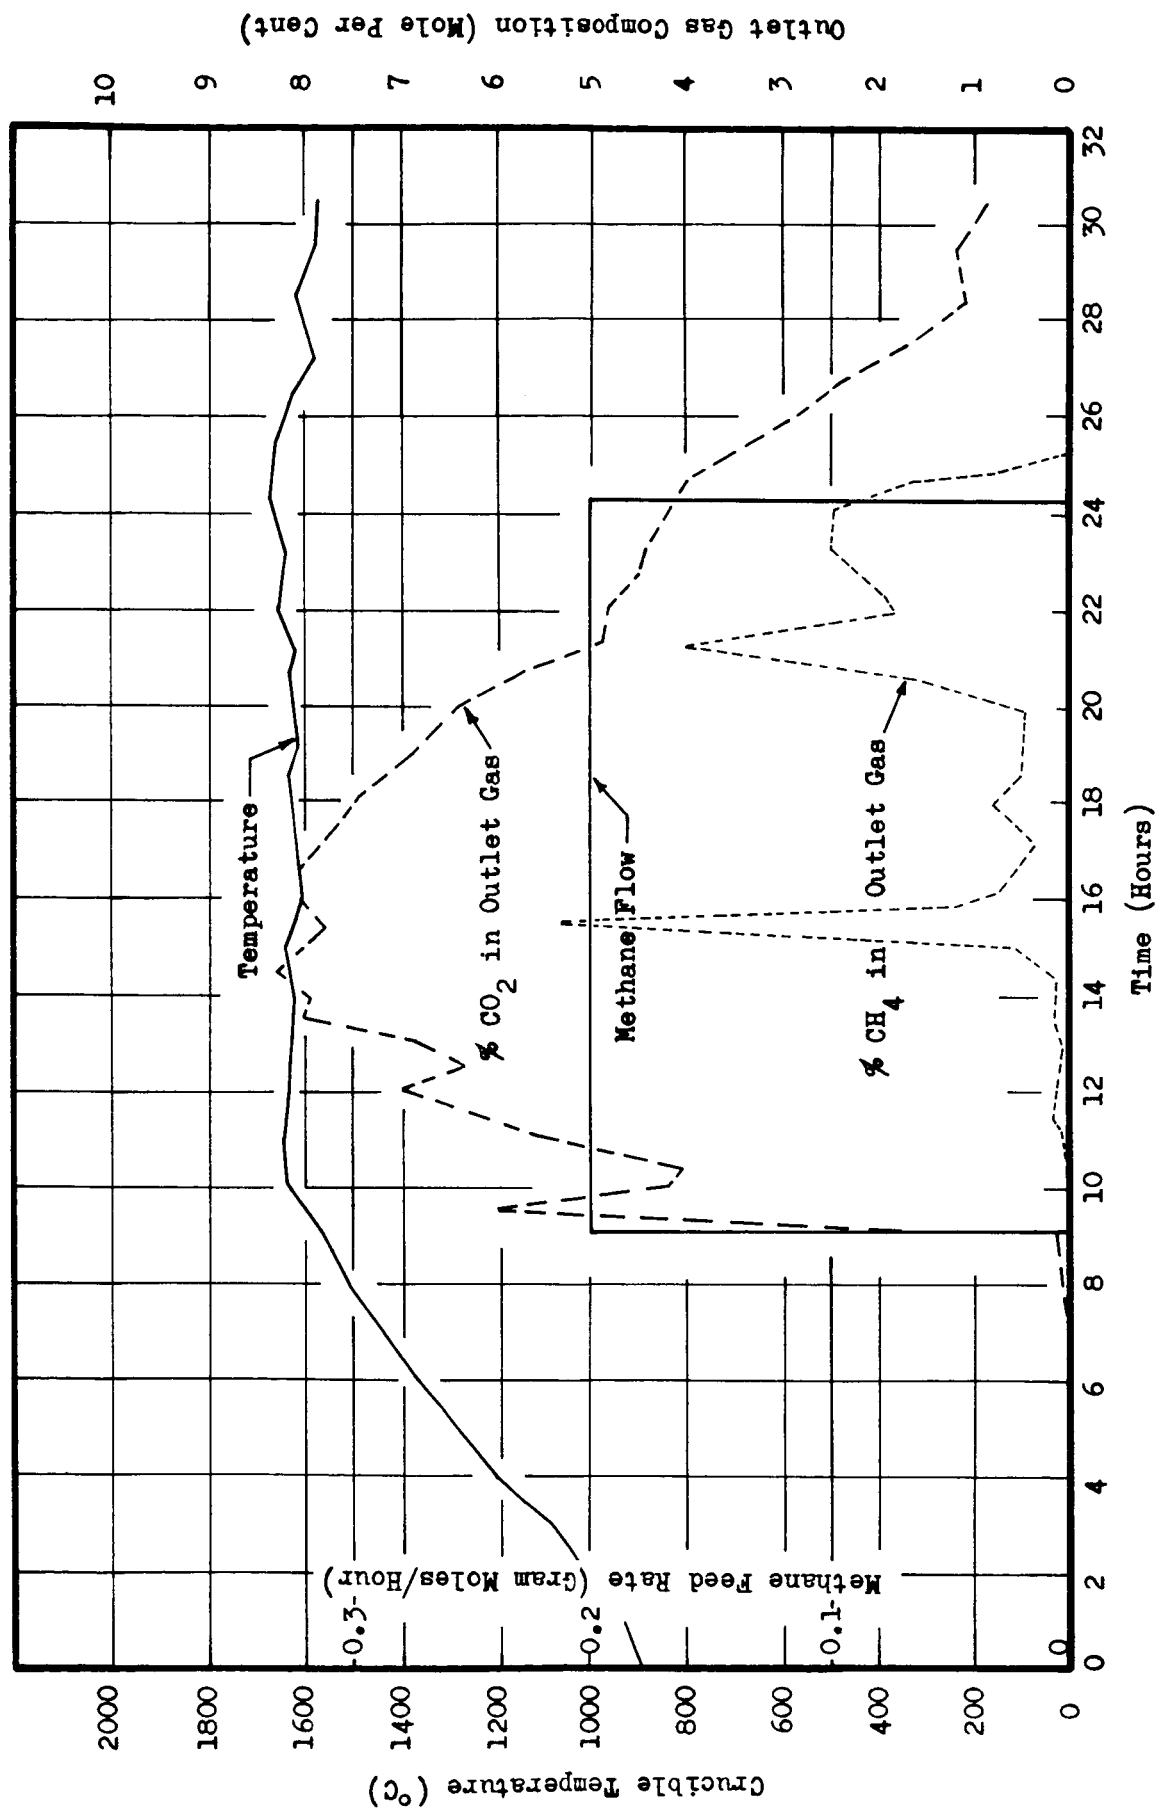 Outlet Gas Composition (Mole Per Cent)
10 9 8 7 6 5 4 3 2 1 0
Crucible Temperature (°C)
2000 1800 1600 1400 1200 1000 800 600 400 200 0
Methane Feed Rate (Gram Moles/Hour)
0.3 0.2 0.1 0
Temperature
% CO2 in Outlet Gas
Methane Flow
% CH4 in Outlet Gas
0 2 4 6 8 10 12 14 16 18 20 22 24 26 28 30 32
Time (Hours)